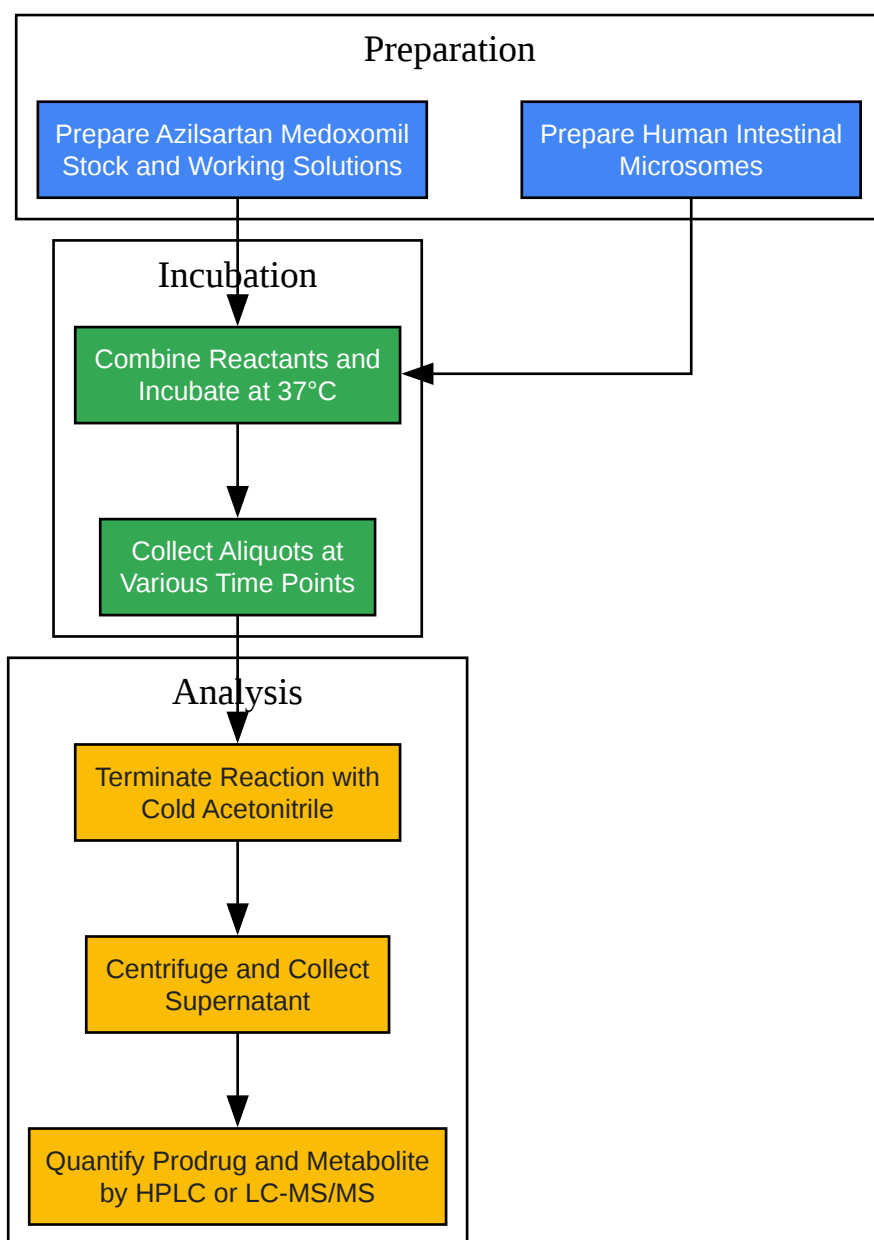 Preparation
Prepare Azilsartan Medoxomil
Stock and Working Solutions
Prepare Human Intestinal
Microsomes
Incubation
Combine Reactants and
Incubate at 37°C
Collect Aliquots at
Various Time Points
Analysis
Terminate Reaction with
Cold Acetonitrile
Centrifuge and Collect
Supernatant
Quantify Prodrug and Metabolite
by HPLC or LC-MS/MS